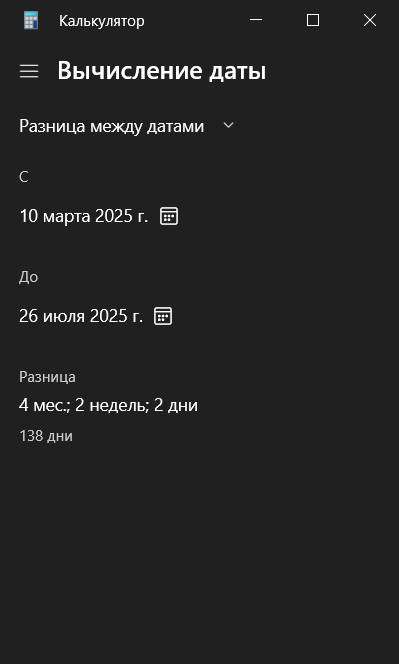 Калькулятор
Вычисление даты
Разница между датами
С
10 марта 2025 г.
До
26 июля 2025 г.
Разница
4 мес.; 2 недель; 2 дни
138 дни